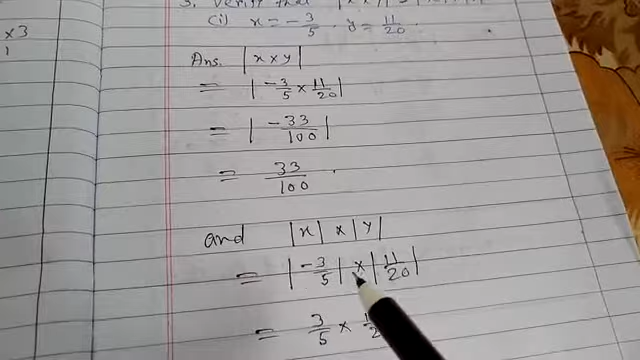 ×3
1
3. Verify that |x×y| = |x|×|y|
(i) x = -3/5 . y = 11/20 .
Ans. |x×y|
= |-3/5 × 11/20|
= |-33/100|
= 33/100 .
and |x| × |y|
= |-3/5| × |11/20|
= 3/5 ×